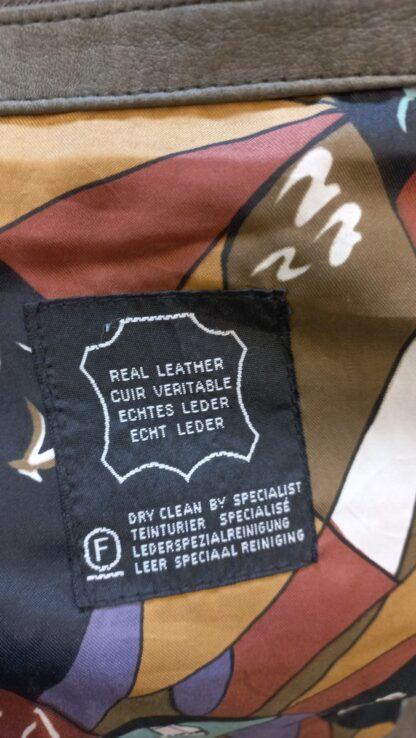 REAL LEATHER
CUIR VERITABLE
ECHTES LEDER
ECHT LEDER
DRY CLEAN BY SPECIALIST
TEINTURIER SPECIALISÉ
LEDERSPEZIALREINIGUNG
LEER SPECIAAL REINIGING
F